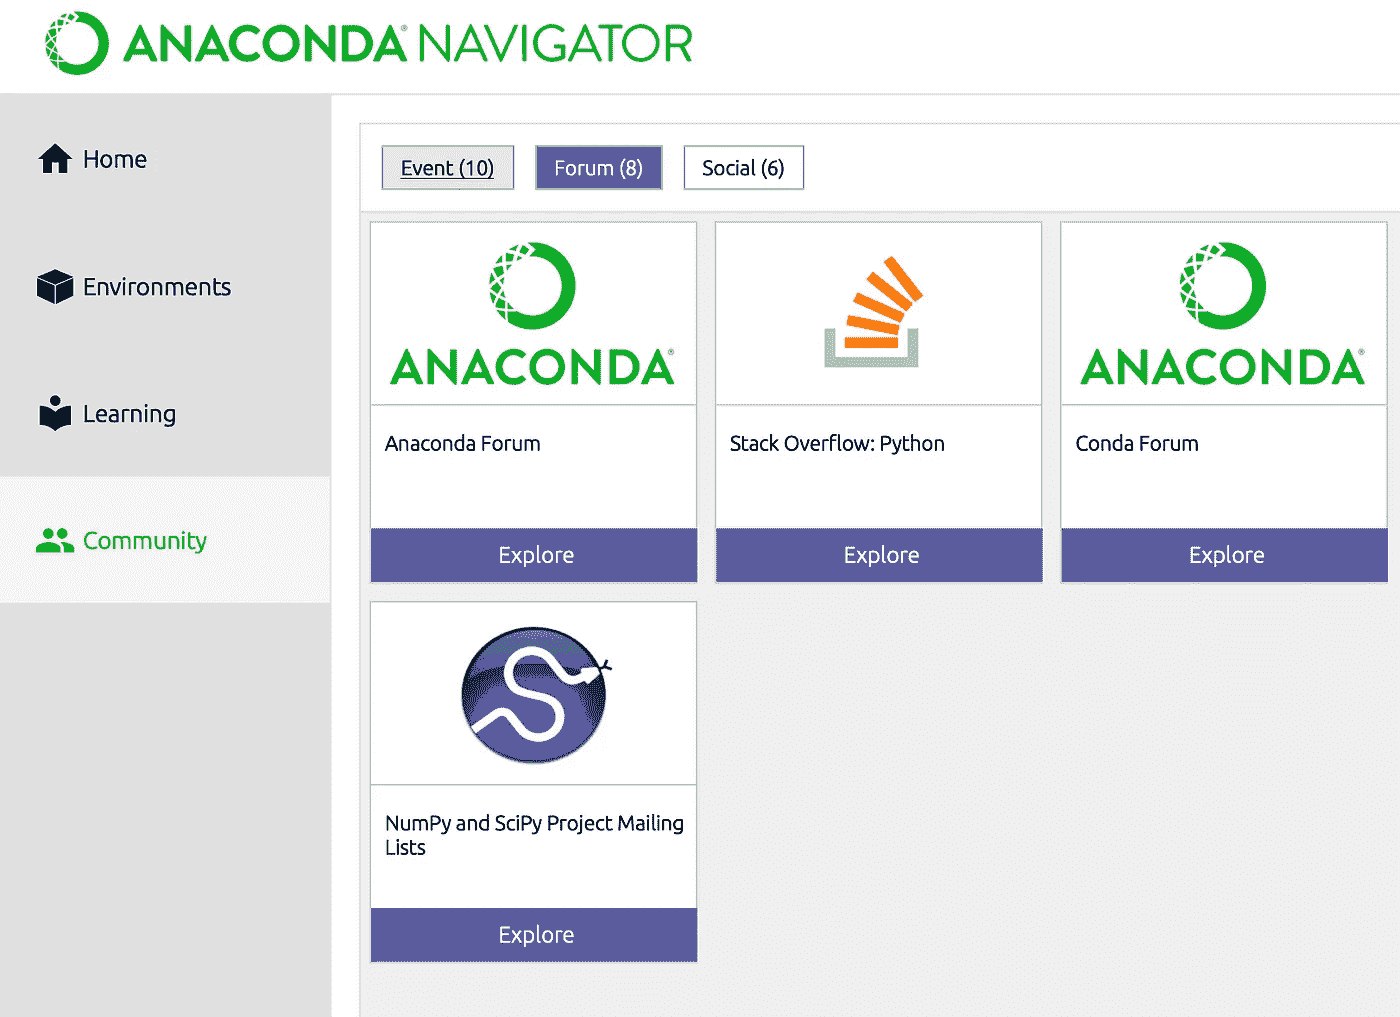 ANACONDA® NAVIGATOR
Home
Environments
Learning
Community
Event (10)
Forum (8)
Social (6)
ANACONDA®
Anaconda Forum
Explore
Stack Overflow: Python
Explore
ANACONDA®
Conda Forum
Explore
NumPy and SciPy Project Mailing
Lists
Explore